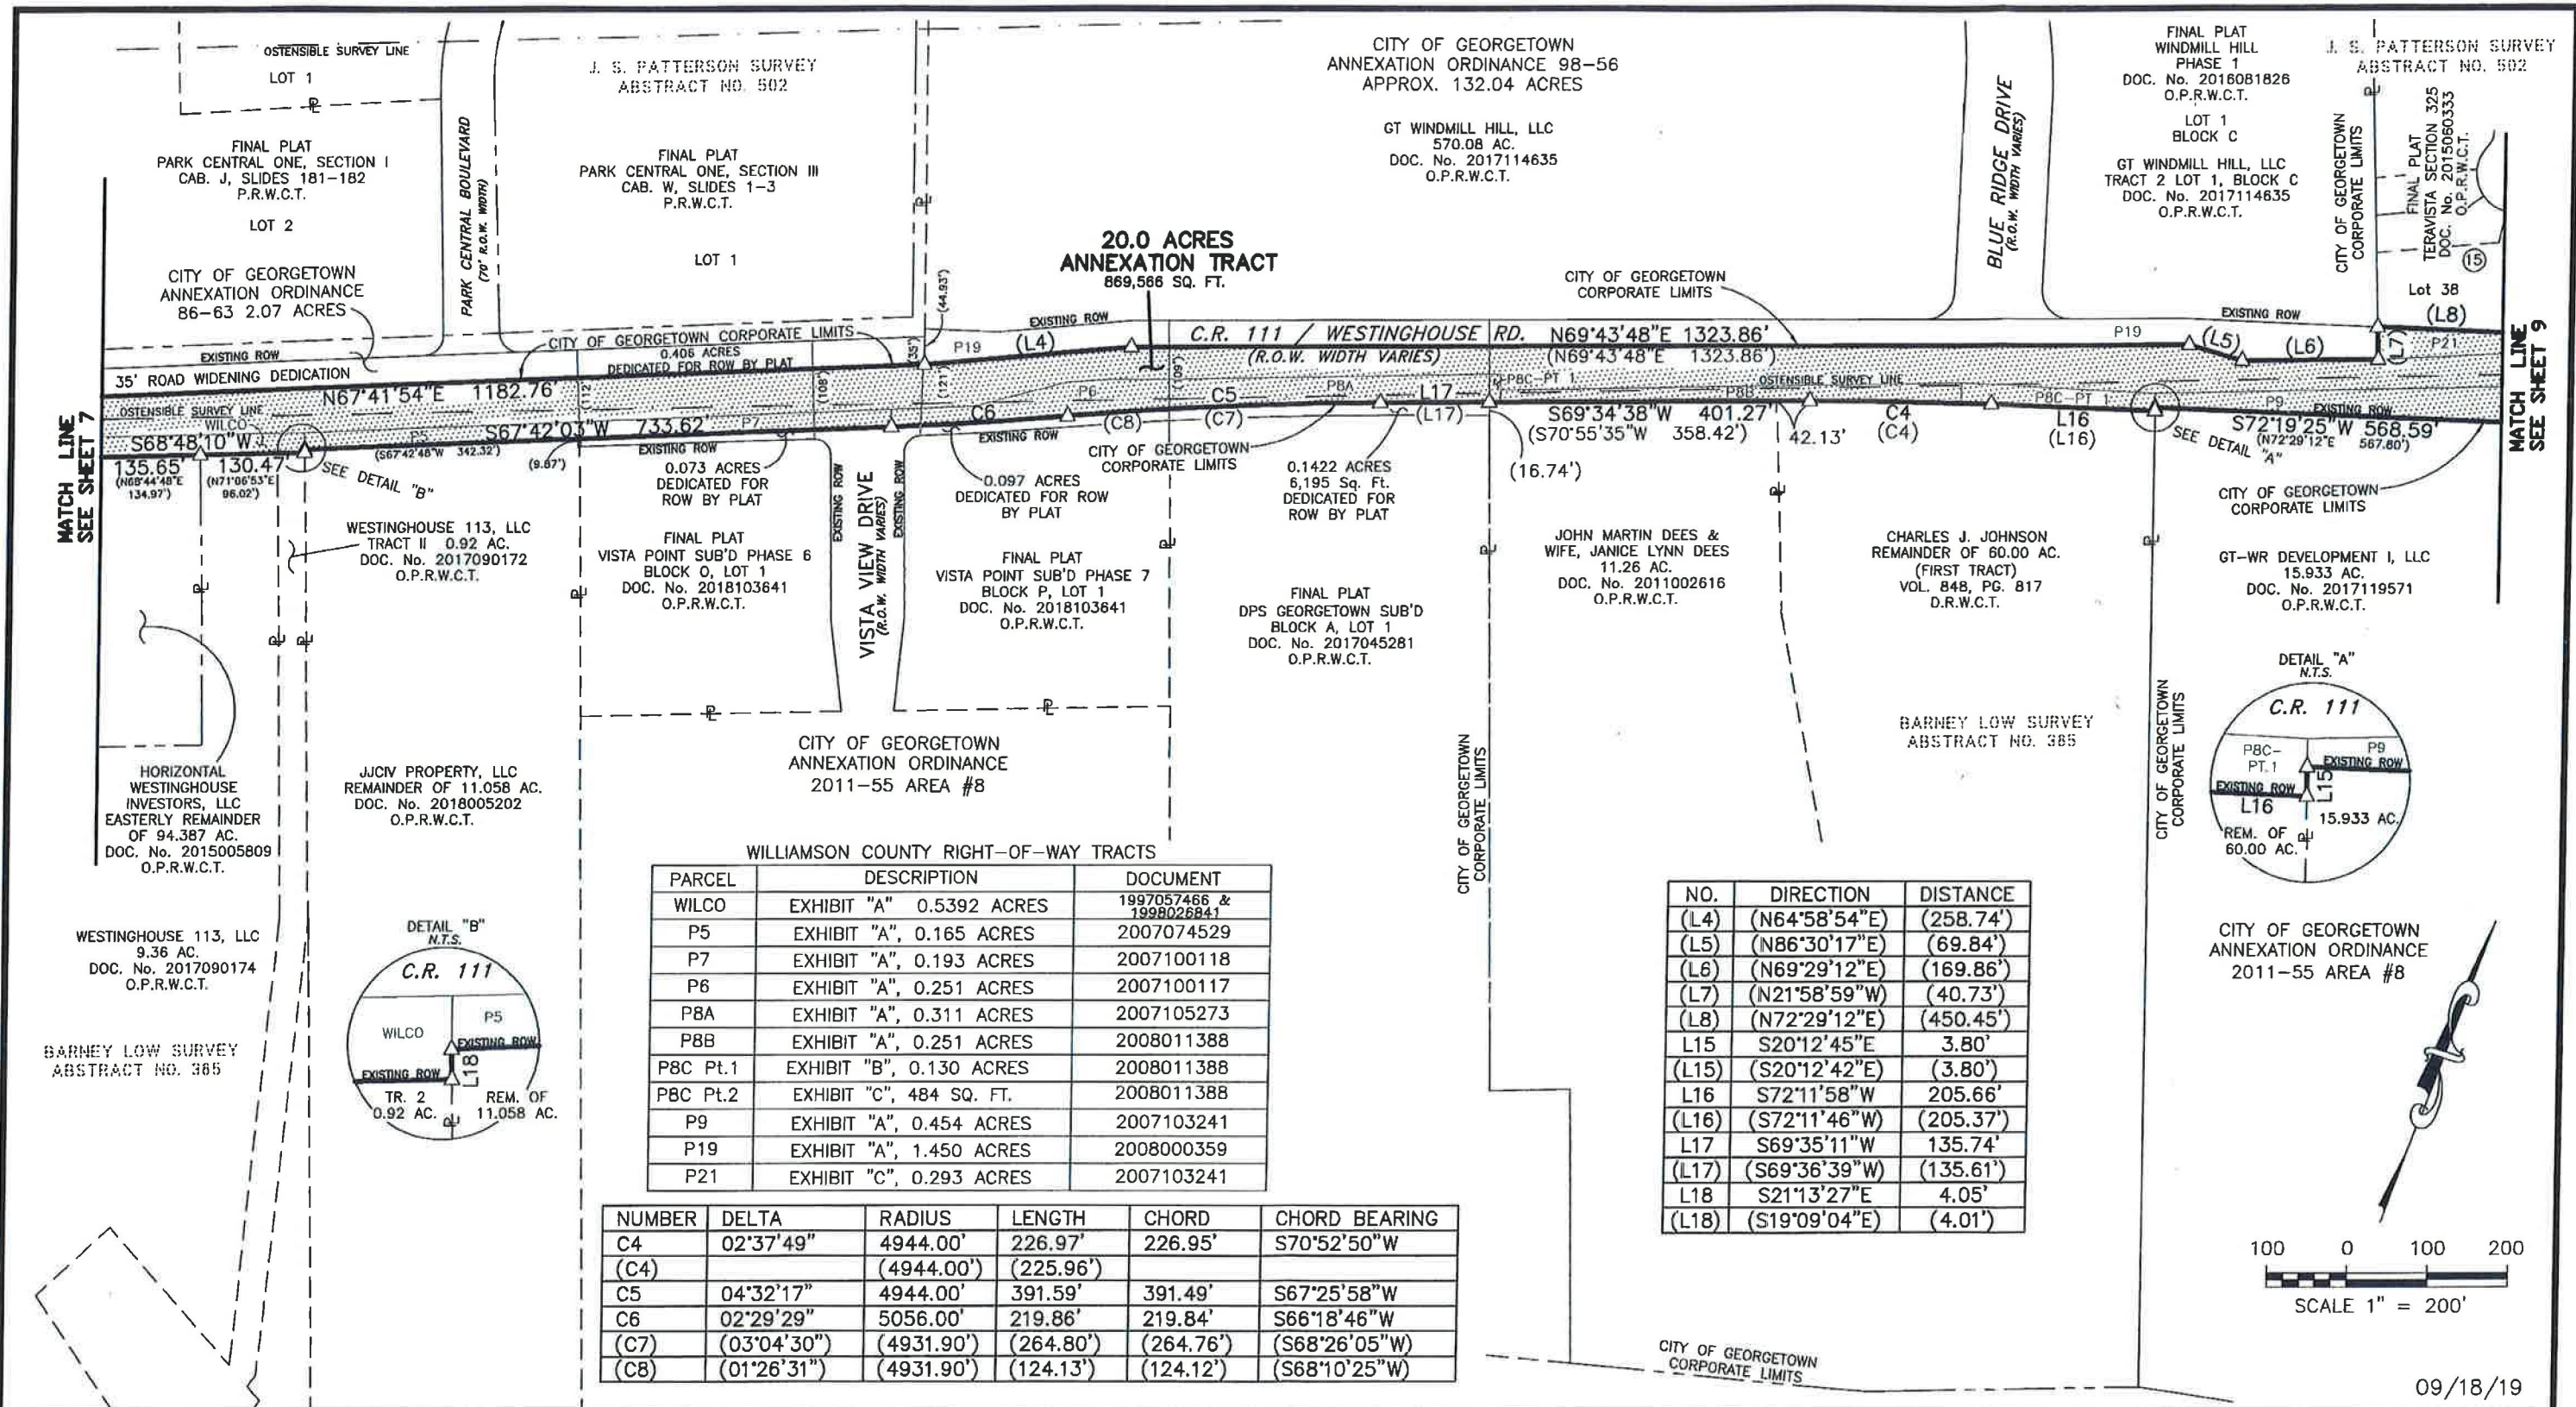 OSTENSIBLE SURVEY LINE
LOT 1
FINAL PLAT
PARK CENTRAL ONE, SECTION I
CAB. J, SLIDES 181-182
P.R.W.C.T.
LOT 2
CITY OF GEORGETOWN
ANNEXATION ORDINANCE
86-63 2.07 ACRES
PARK CENTRAL BOULEVARD
(70' R.O.W. WIDTH)
J. S. PATTERSON SURVEY
ABSTRACT NO. 502
FINAL PLAT
PARK CENTRAL ONE, SECTION III
CAB. W, SLIDES 1-3
P.R.W.C.T.
LOT 1
(44.93')
CITY OF GEORGETOWN
ANNEXATION ORDINANCE 98-56
APPROX. 132.04 ACRES
GT WINDMILL HILL, LLC
570.08 AC.
DOC. No. 2017114635
O.P.R.W.C.T.
20.0 ACRES
ANNEXATION TRACT
869,566 SQ. FT.
CITY OF GEORGETOWN
CORPORATE LIMITS
BLUE RIDGE DRIVE
(R.O.W. WIDTH VARIES)
FINAL PLAT
WINDMILL HILL
PHASE 1
DOC. No. 2016081826
O.P.R.W.C.T.
LOT 1
BLOCK C
GT WINDMILL HILL, LLC
TRACT 2 LOT 1, BLOCK C
DOC. No. 2017114635
O.P.R.W.C.T.
J. S. PATTERSON SURVEY
ABSTRACT NO. 502
CITY OF GEORGETOWN
CORPORATE LIMITS
FINAL PLAT
TERAVISTA SECTION 325
DOC. No. 2015060333
O.P.R.W.C.T.
15
Lot 38
(L8)
MATCH LINE
SEE SHEET 7
EXISTING ROW
35' ROAD WIDENING DEDICATION
CITY OF GEORGETOWN CORPORATE LIMITS
0.406 ACRES
DEDICATED FOR ROW BY PLAT
(35')
P19
(L4)
EXISTING ROW
C.R. 111 / WESTINGHOUSE RD.
(R.O.W. WIDTH VARIES)
N69°43'48"E 1323.86'
(N69°43'48"E 1323.86')
P19
EXISTING ROW
(L5)
(L6)
(L7)
P21
MATCH LINE
SEE SHEET 9
N67°41'54"E 1182.76'
(112')
(108')
(121')
(109')
OSTENSIBLE SURVEY LINE
WILCO
P5
P7
P6
P8A
P8C-PT 1
P8B
OSTENSIBLE SURVEY LINE
P8C-PT 1
P9
EXISTING ROW
S68°48'10"W
135.65'
(N68°44'48"E
134.97')
130.47'
(N71°06'53"E
96.02')
SEE DETAIL "B"
S67°42'03"W 733.62'
(S67°42'48"W 342.32')
(9.87')
EXISTING ROW
C6
EXISTING ROW
(C8)
C5
(C7)
L17
(L17)
S69°34'38"W 401.27'
(S70°55'35"W 358.42')
42.13'
(16.74')
C4
(C4)
L16
(L16)
SEE DETAIL "A"
S72°19'25"W 568.59'
(N72°29'12"E 567.80')
CITY OF GEORGETOWN
CORPORATE LIMITS
0.073 ACRES
DEDICATED FOR
ROW BY PLAT
0.097 ACRES
DEDICATED FOR ROW
BY PLAT
0.1422 ACRES
6,195 Sq. Ft.
DEDICATED FOR
ROW BY PLAT
CITY OF GEORGETOWN
CORPORATE LIMITS
WESTINGHOUSE 113, LLC
TRACT II 0.92 AC.
DOC. No. 2017090172
O.P.R.W.C.T.
FINAL PLAT
VISTA POINT SUB'D PHASE 6
BLOCK O, LOT 1
DOC. No. 2018103641
O.P.R.W.C.T.
EXISTING ROW
VISTA VIEW DRIVE
(R.O.W. WIDTH VARIES)
EXISTING ROW
FINAL PLAT
VISTA POINT SUB'D PHASE 7
BLOCK P, LOT 1
DOC. No. 2018103641
O.P.R.W.C.T.
FINAL PLAT
DPS GEORGETOWN SUB'D
BLOCK A, LOT 1
DOC. No. 2017045281
O.P.R.W.C.T.
JOHN MARTIN DEES &
WIFE, JANICE LYNN DEES
11.26 AC.
DOC. No. 2011002616
O.P.R.W.C.T.
CHARLES J. JOHNSON
REMAINDER OF 60.00 AC.
(FIRST TRACT)
VOL. 848, PG. 817
D.R.W.C.T.
GT-WR DEVELOPMENT I, LLC
15.933 AC.
DOC. No. 2017119571
O.P.R.W.C.T.
HORIZONTAL
WESTINGHOUSE
INVESTORS, LLC
EASTERLY REMAINDER
OF 94.387 AC.
DOC. No. 2015005809
O.P.R.W.C.T.
JJCIV PROPERTY, LLC
REMAINDER OF 11.058 AC.
DOC. No. 2018005202
O.P.R.W.C.T.
CITY OF GEORGETOWN
ANNEXATION ORDINANCE
2011-55 AREA #8
CITY OF GEORGETOWN
CORPORATE LIMITS
BARNEY LOW SURVEY
ABSTRACT NO. 385
CITY OF GEORGETOWN
CORPORATE LIMITS
DETAIL "A"
N.T.S.
C.R. 111
P8C-
PT.1
P9
EXISTING ROW
EXISTING ROW
L15
L16
15.933 AC.
REM. OF
60.00 AC.
CITY OF GEORGETOWN
ANNEXATION ORDINANCE
2011-55 AREA #8
WESTINGHOUSE 113, LLC
9.36 AC.
DOC. No. 2017090174
O.P.R.W.C.T.
BARNEY LOW SURVEY
ABSTRACT NO. 385
DETAIL "B"
N.T.S.
C.R. 111
WILCO
P5
EXISTING ROW
EXISTING ROW
L18
TR. 2
0.92 AC.
REM. OF
11.058 AC.
WILLIAMSON COUNTY RIGHT-OF-WAY TRACTS
PARCEL DESCRIPTION DOCUMENT
WILCO EXHIBIT "A" 0.5392 ACRES 1997057466 & 1998026841
P5 EXHIBIT "A", 0.165 ACRES 2007074529
P7 EXHIBIT "A", 0.193 ACRES 2007100118
P6 EXHIBIT "A", 0.251 ACRES 2007100117
P8A EXHIBIT "A", 0.311 ACRES 2007105273
P8B EXHIBIT "A", 0.251 ACRES 2008011388
P8C Pt.1 EXHIBIT "B", 0.130 ACRES 2008011388
P8C Pt.2 EXHIBIT "C", 484 SQ. FT. 2008011388
P9 EXHIBIT "A", 0.454 ACRES 2007103241
P19 EXHIBIT "A", 1.450 ACRES 2008000359
P21 EXHIBIT "C", 0.293 ACRES 2007103241
NUMBER DELTA RADIUS LENGTH CHORD CHORD BEARING
C4 02°37'49" 4944.00' 226.97' 226.95' S70°52'50"W
(C4) (4944.00') (225.96')
C5 04°32'17" 4944.00' 391.59' 391.49' S67°25'58"W
C6 02°29'29" 5056.00' 219.86' 219.84' S66°18'46"W
(C7) (03°04'30") (4931.90') (264.80') (264.76') (S68°26'05"W)
(C8) (01°26'31") (4931.90') (124.13') (124.12') (S68°10'25"W)
NO. DIRECTION DISTANCE
(L4) (N64°58'54"E) (258.74')
(L5) (N86°30'17"E) (69.84')
(L6) (N69°29'12"E) (169.86')
(L7) (N21°58'59"W) (40.73')
(L8) (N72°29'12"E) (450.45')
L15 S20°12'45"E 3.80'
(L15) (S20°12'42"E) (3.80')
L16 S72°11'58"W 205.66'
(L16) (S72°11'46"W) (205.37')
L17 S69°35'11"W 135.74'
(L17) (S69°36'39"W) (135.61')
L18 S21°13'27"E 4.05'
(L18) (S19°09'04"E) (4.01')
CITY OF GEORGETOWN
CORPORATE LIMITS
100 0 100 200
SCALE 1" = 200'
09/18/19